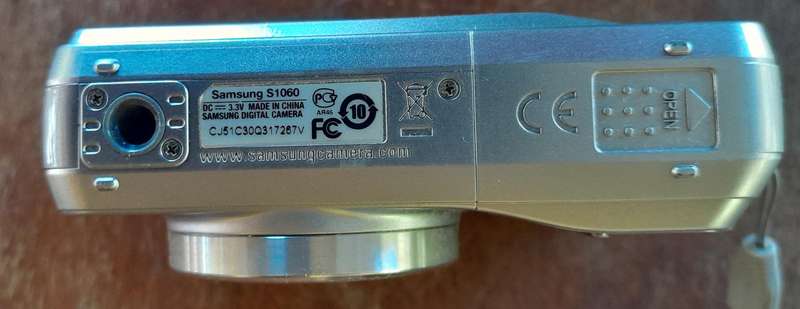 Samsung S1060
DC ⎓ 3.3V MADE IN CHINA
SAMSUNG DIGITAL CAMERA
CJ51C30Q317267V
AR46
10
FC
www.samsungcamera.com
CE
OPEN